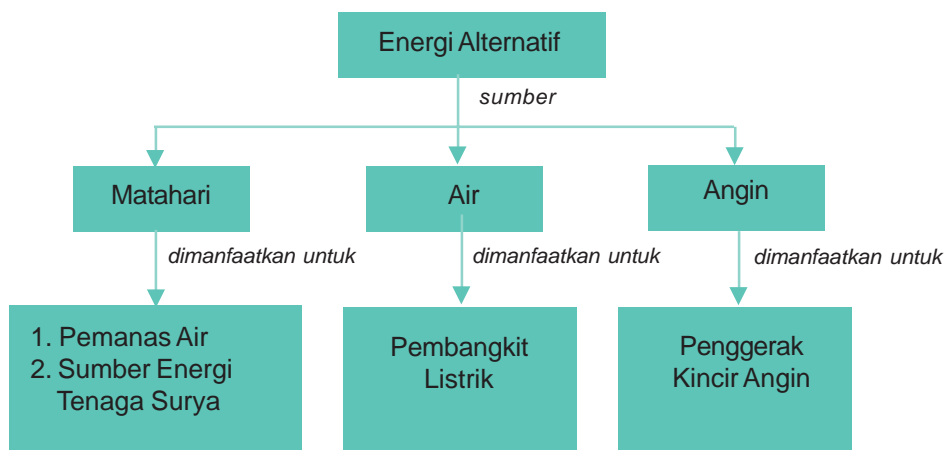 Energi Alternatif
sumber
Matahari
Air
Angin
dimanfaatkan untuk
dimanfaatkan untuk
dimanfaatkan untuk
1. Pemanas Air
2. Sumber Energi
Tenaga Surya
Pembangkit
Listrik
Penggerak
Kincir Angin